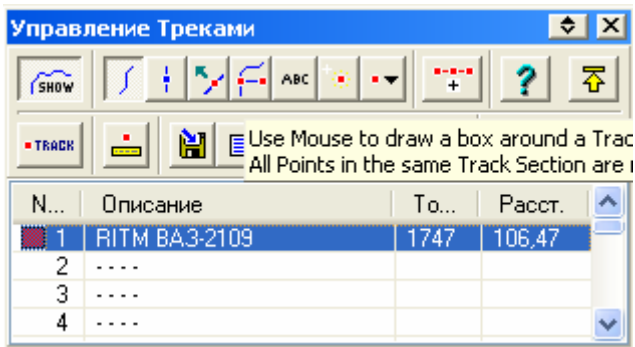 Управление Треками
SHOW
ABC
?
TRACK
Use Mouse to draw a box around a Trac
All Points in the same Track Section are
N... Описание То... Расст.
1 RITM ВАЗ-2109 1747 106,47
2 ----
3 ----
4 ----